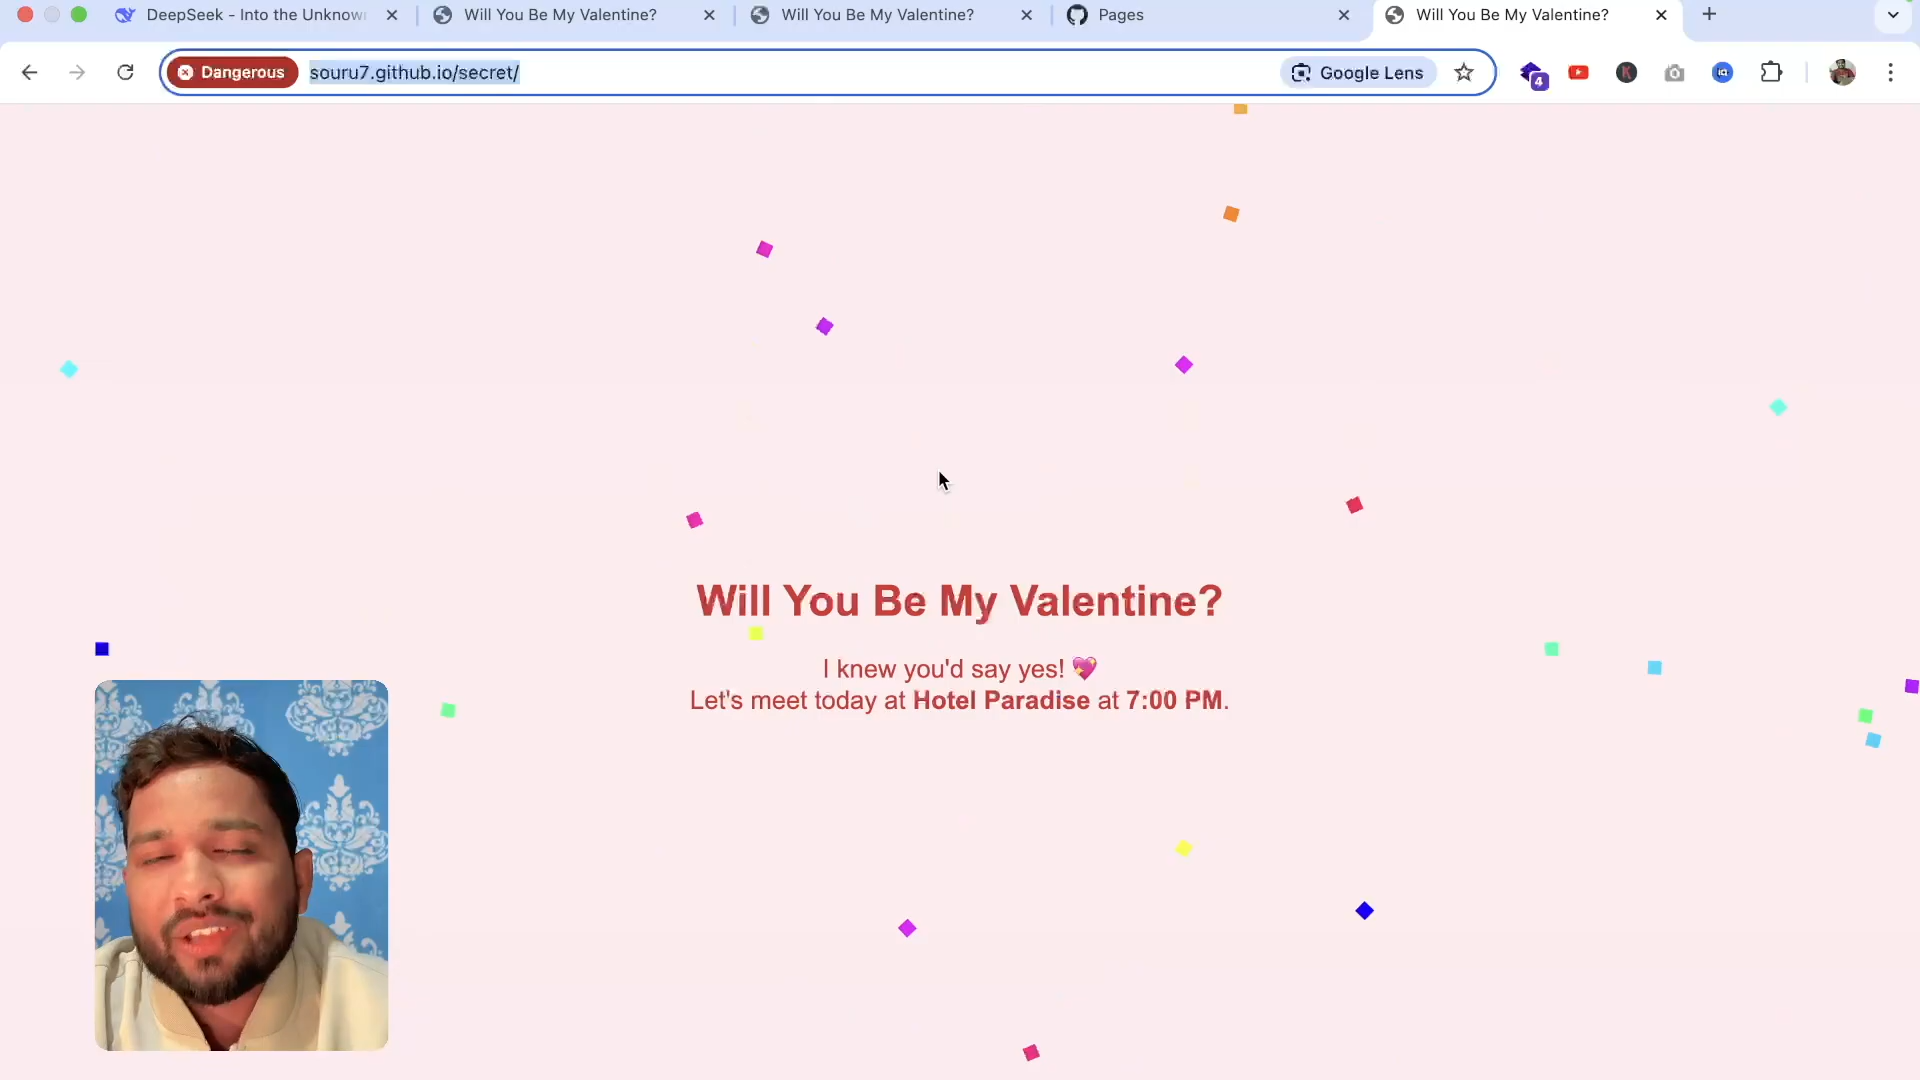 DeepSeek - Into the Unknow
Will You Be My Valentine?
Will You Be My Valentine?
Pages
Will You Be My Valentine?
Dangerous
souru7.github.io/secret/
Google Lens
4
K
Will You Be My Valentine?
I knew you'd say yes! 💖
Let's meet today at Hotel Paradise at 7:00 PM.